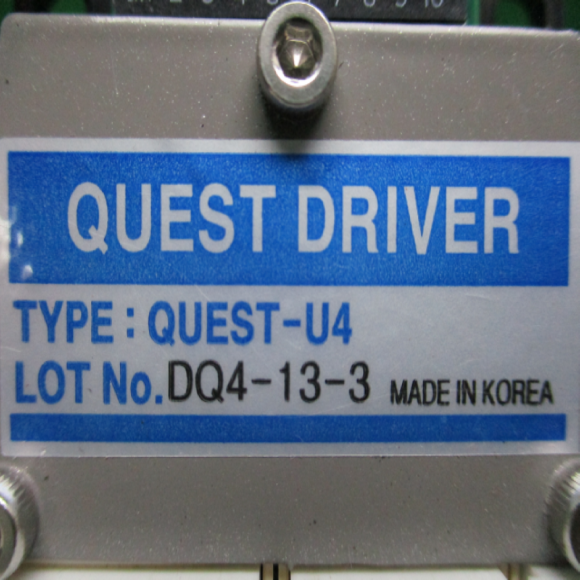 QUEST DRIVER
TYPE : QUEST-U4
LOT No. DQ4-13-3 MADE IN KOREA